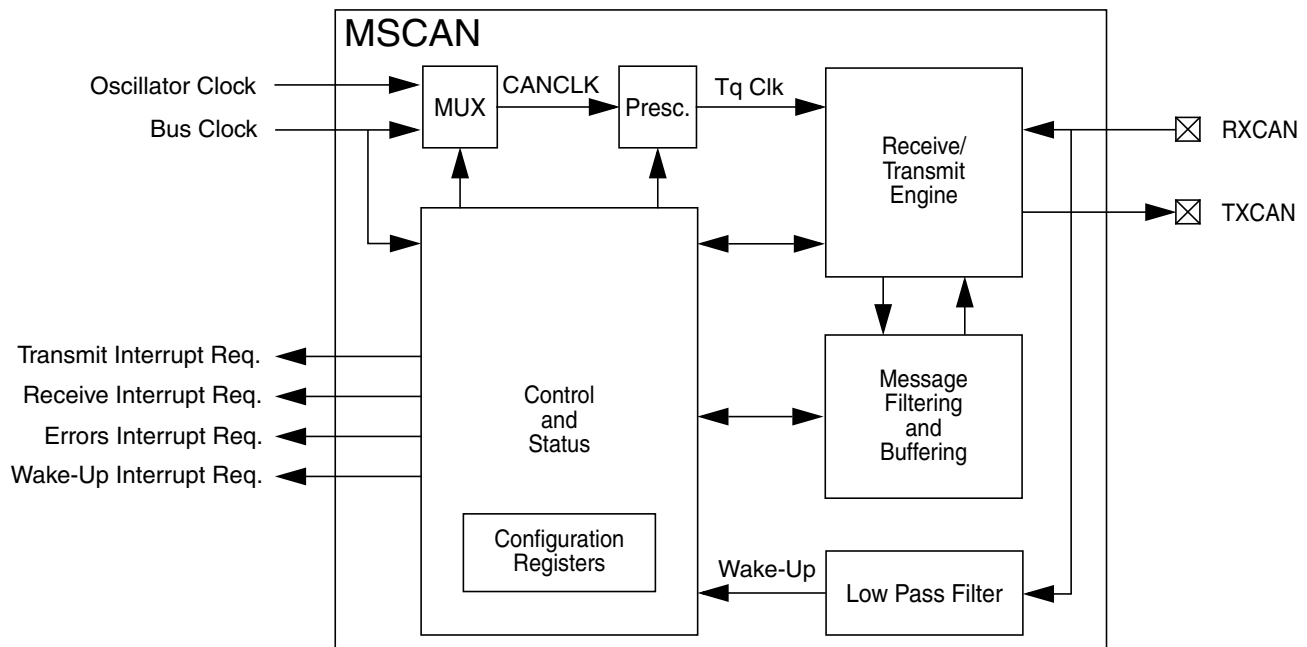 MSCAN
Oscillator Clock
Bus Clock
MUX
CANCLK
Presc.
Tq Clk
Receive/
Transmit
Engine
RXCAN
TXCAN
Transmit Interrupt Req.
Receive Interrupt Req.
Errors Interrupt Req.
Wake-Up Interrupt Req.
Control
and
Status
Message
Filtering
and
Buffering
Configuration
Registers
Wake-Up
Low Pass Filter